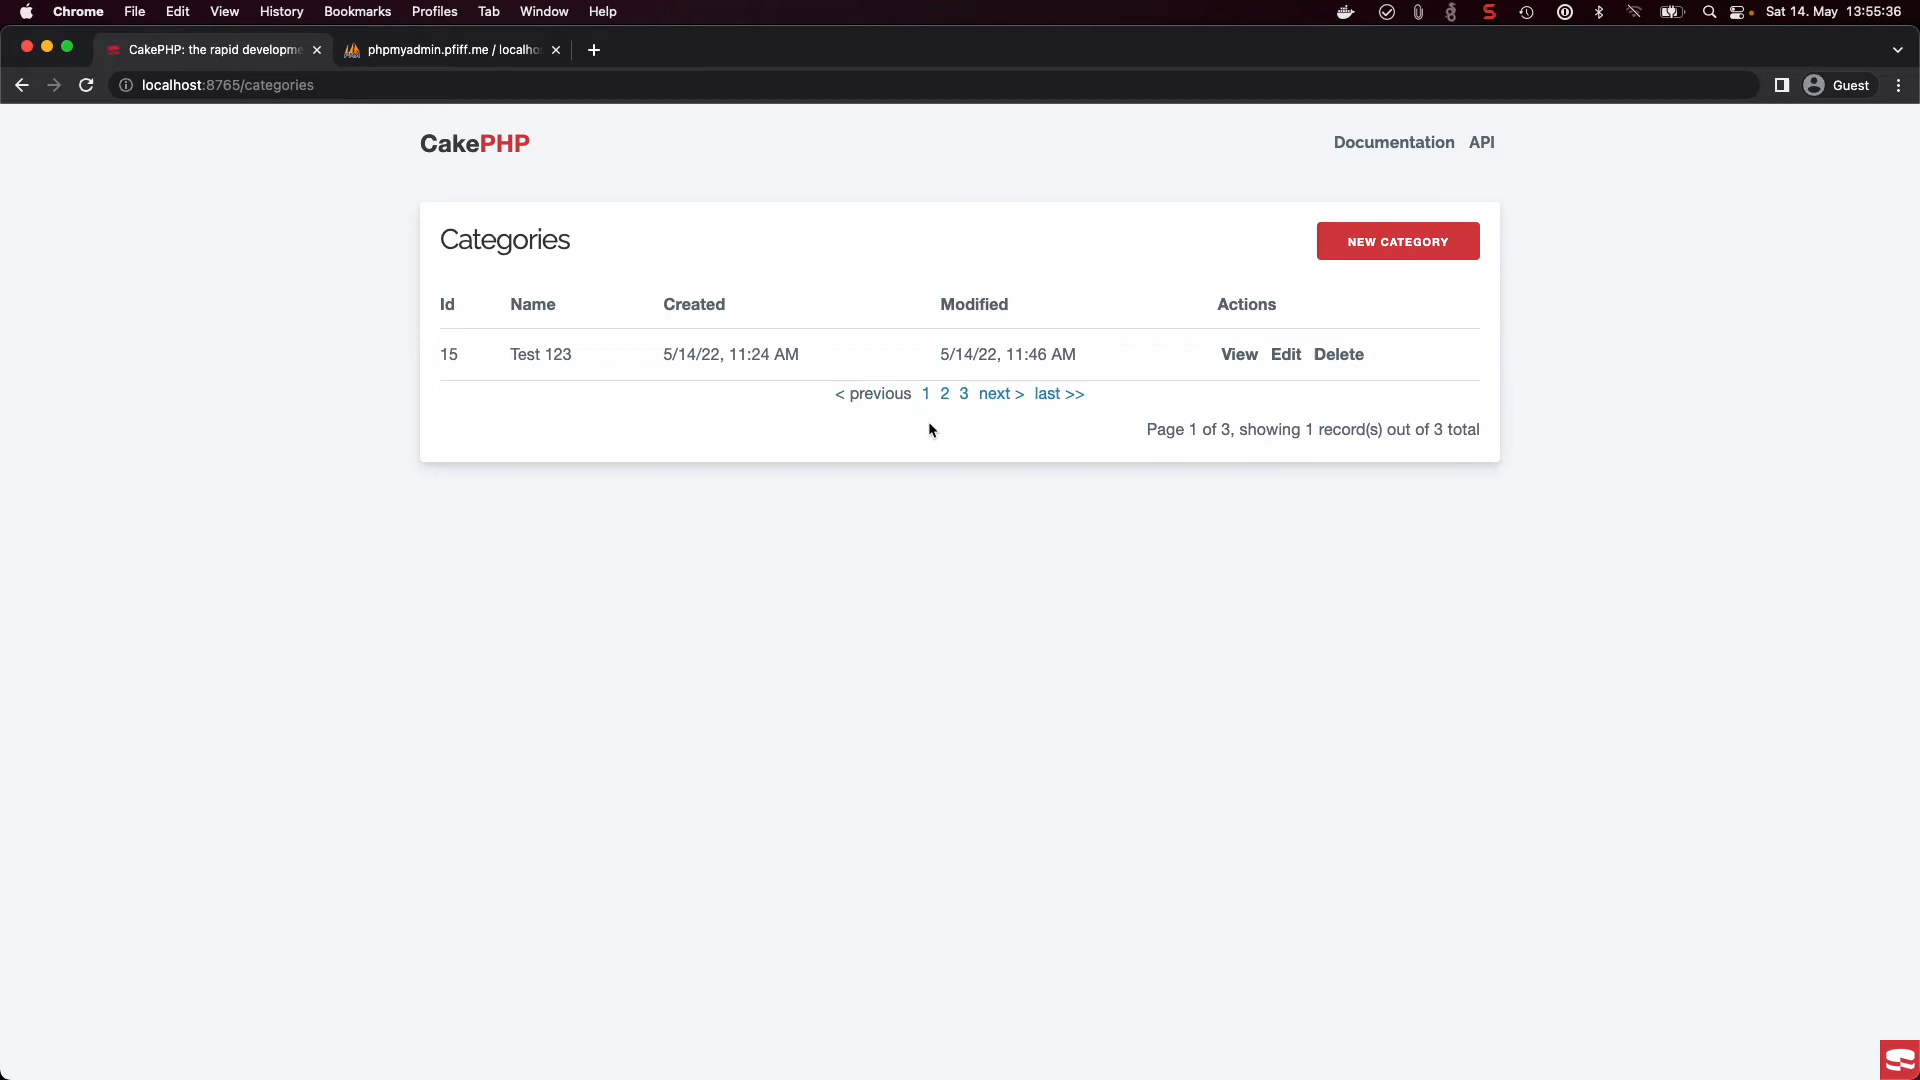 Chrome File Edit View History Bookmarks Profiles Tab Window Help Sat 14. May 13:55:36
CakePHP: the rapid developme phpmyadmin.pfiff.me / localho
localhost:8765/categories Guest
CakePHP Documentation API
Categories NEW CATEGORY
Id Name Created Modified Actions
15 Test 123 5/14/22, 11:24 AM 5/14/22, 11:46 AM View Edit Delete
< previous 1 2 3 next > last >>
Page 1 of 3, showing 1 record(s) out of 3 total